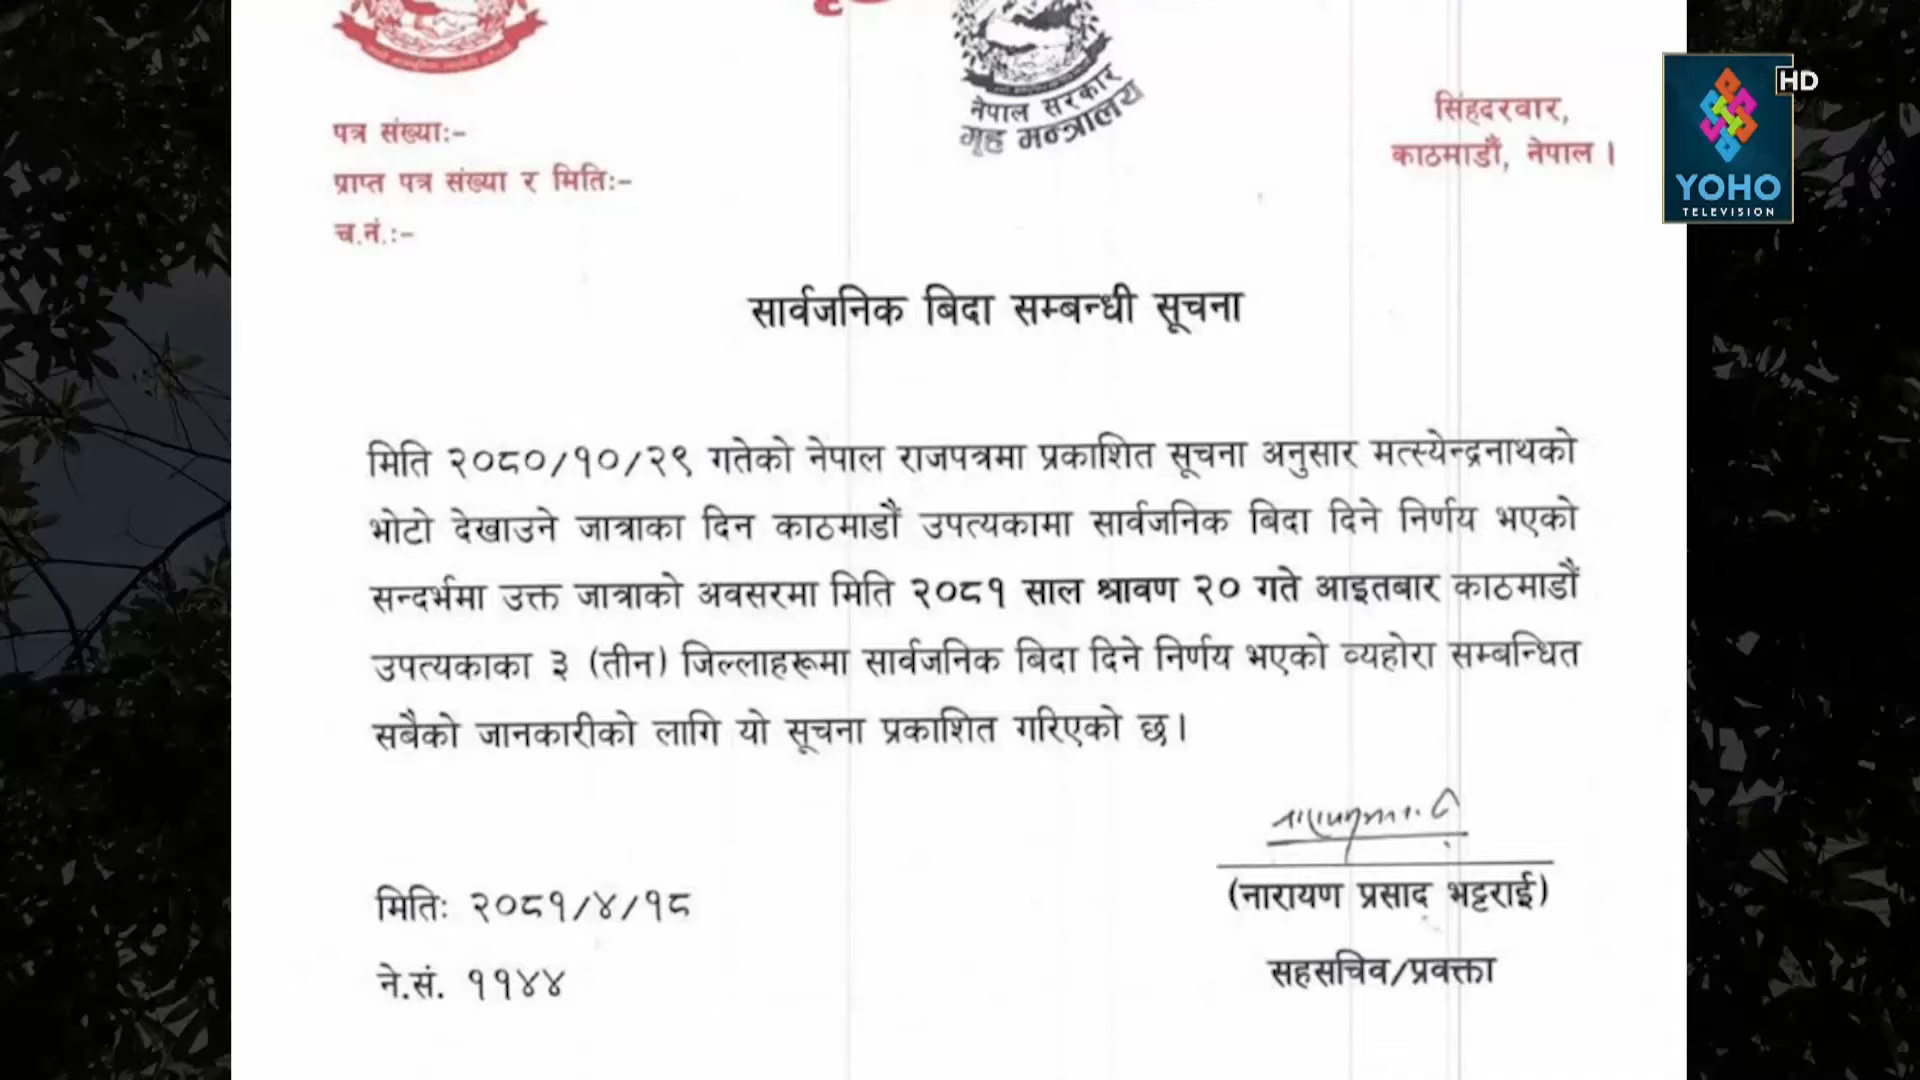 नेपाल सरकार
गृह मन्त्रालय
पत्र संख्या:-
प्राप्त पत्र संख्या र मिति:-
च.नं.:-
सिंहदरवार,
काठमाडौं, नेपाल ।
HD
YOHO
TELEVISION
सार्वजनिक बिदा सम्बन्धी सूचना
मिति २०८०/१०/२९ गतेको नेपाल राजपत्रमा प्रकाशित सूचना अनुसार मत्स्येन्द्रनाथको
भोटो देखाउने जात्राका दिन काठमाडौं उपत्यकामा सार्वजनिक बिदा दिने निर्णय भएको
सन्दर्भमा उक्त जात्राको अवसरमा मिति २०८१ साल श्रावण २० गते आइतबार काठमाडौं
उपत्यकाका ३ (तीन) जिल्लाहरूमा सार्वजनिक बिदा दिने निर्णय भएको व्यहोरा सम्बन्धित
सबैको जानकारीको लागि यो सूचना प्रकाशित गरिएको छ।
(नारायण प्रसाद भट्टराई)
सहसचिव/प्रवक्ता
मितिः २०८१/४/१८
ने.सं. ११४४